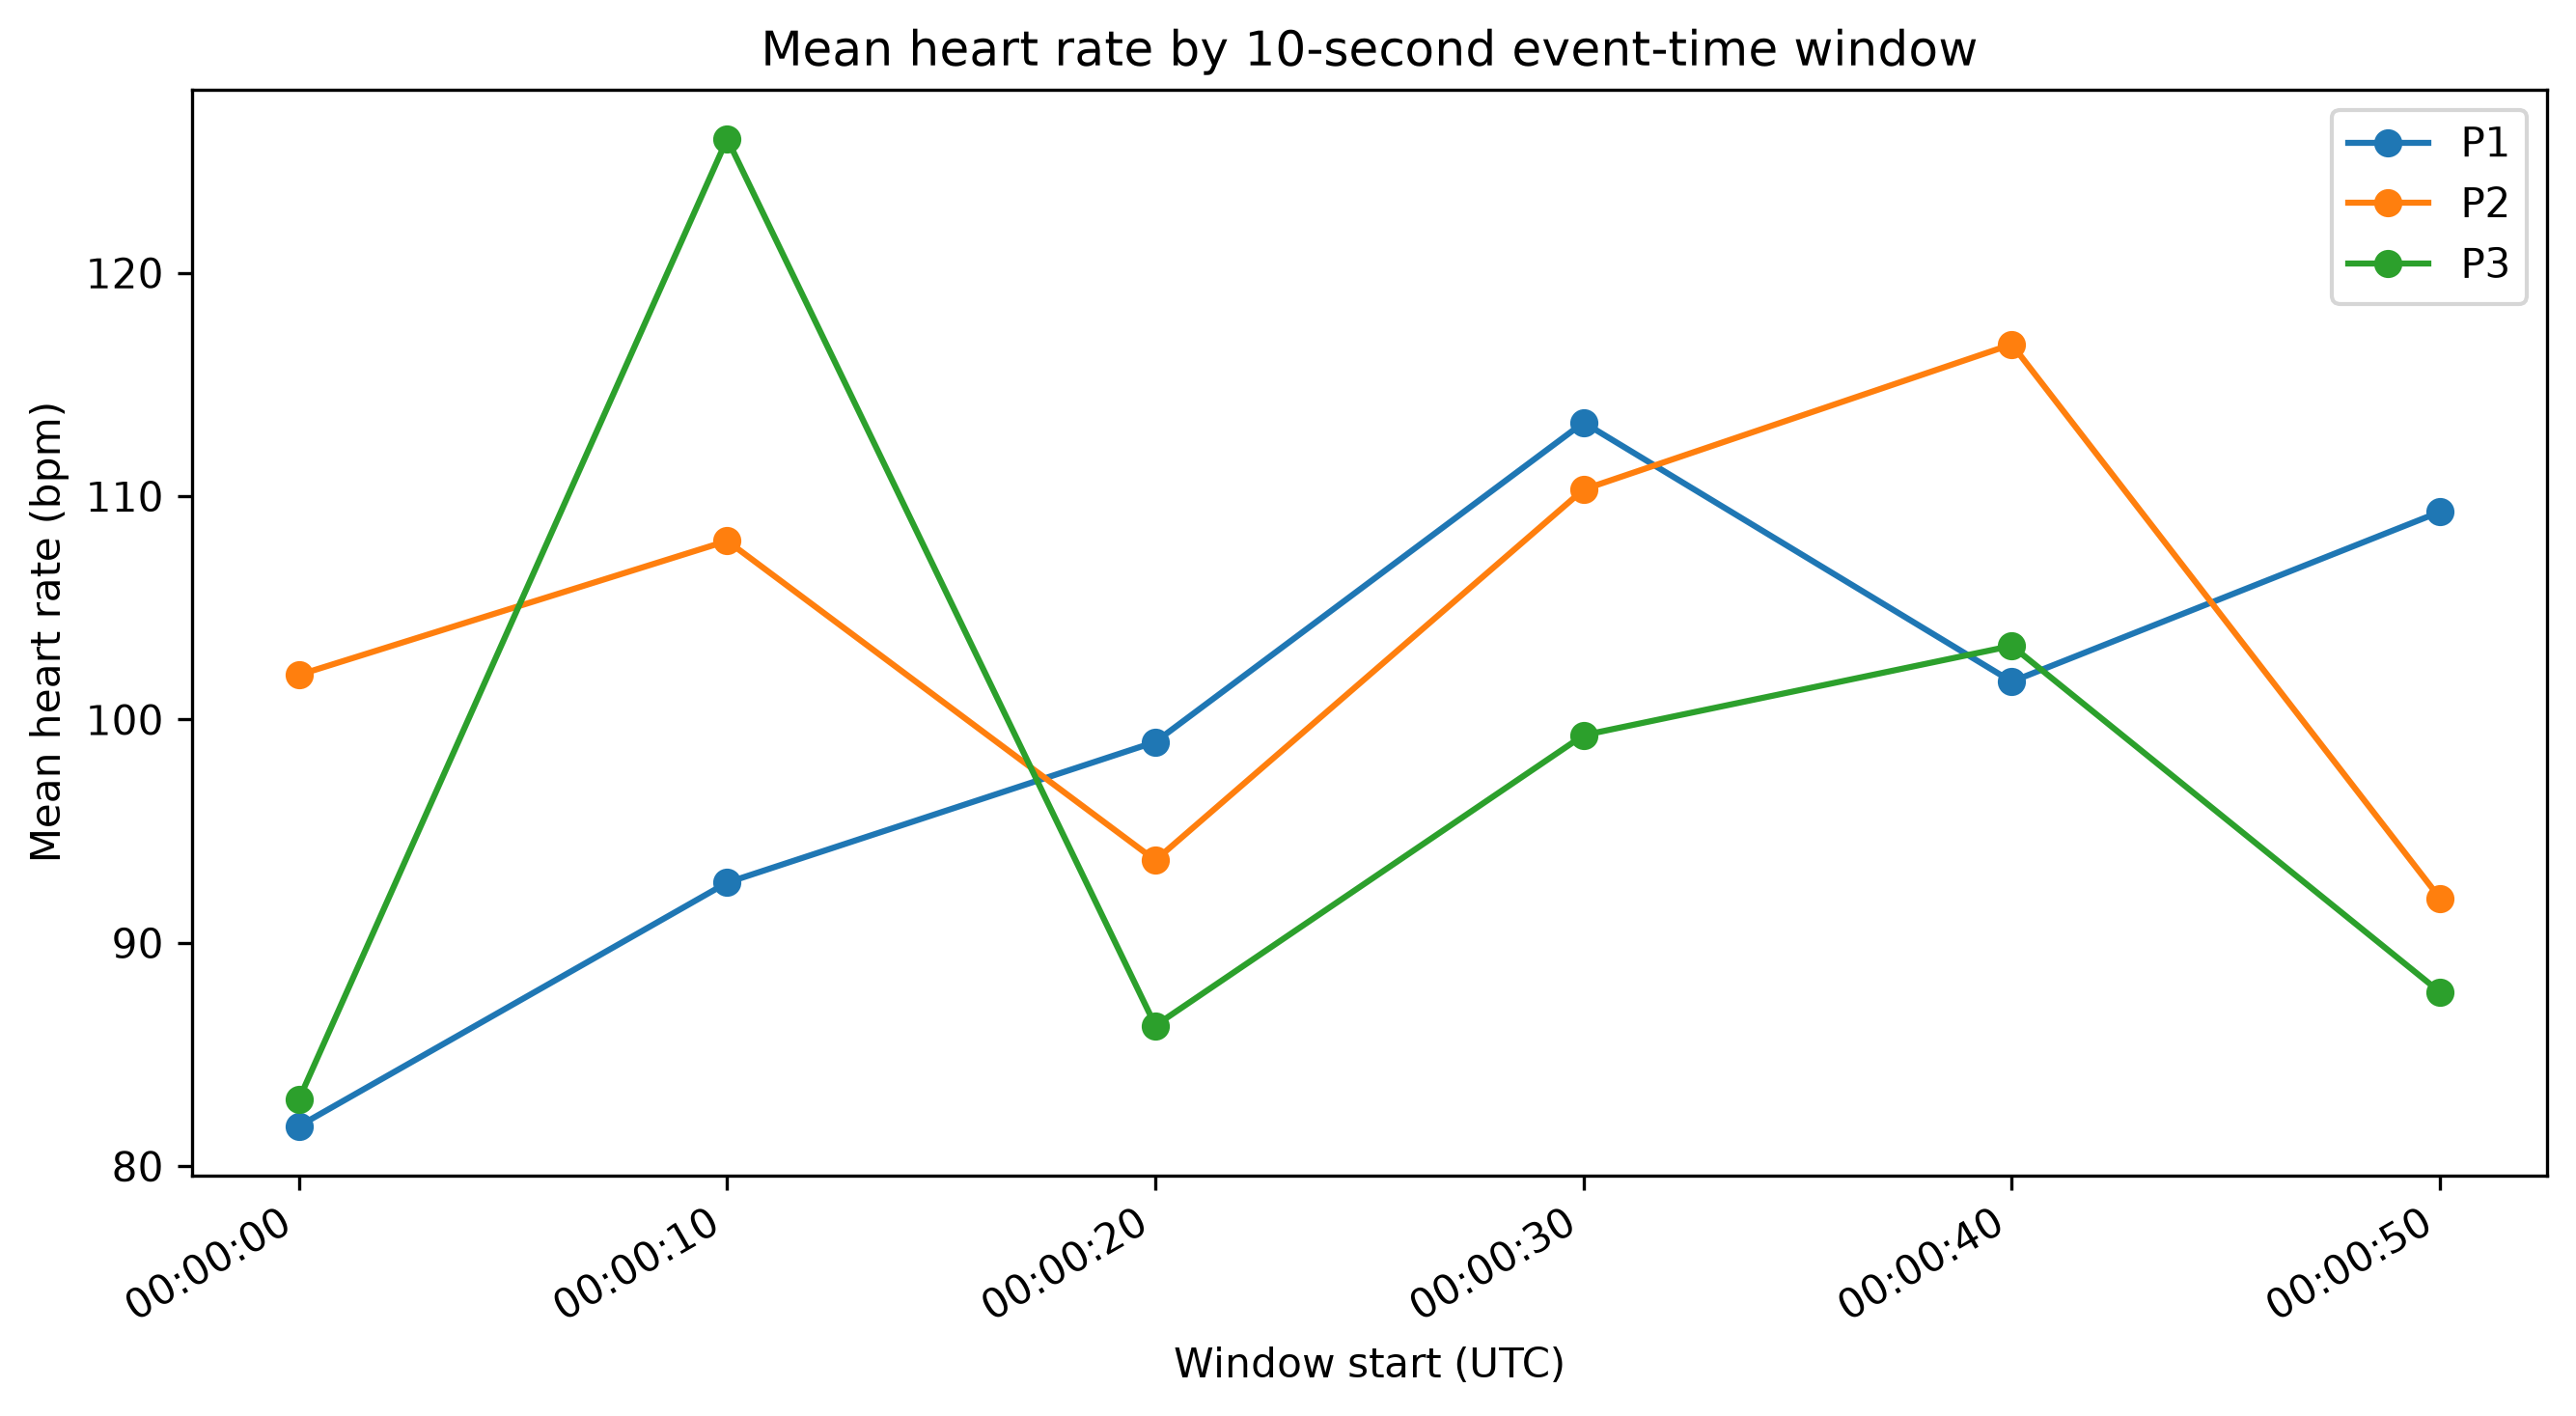 Mean heart rate by 10-second event-time window
P1
P2
P3
Mean heart rate (bpm)
120
110
100
90
80
00:00:00
00:00:10
00:00:20
00:00:30
00:00:40
00:00:50
Window start (UTC)